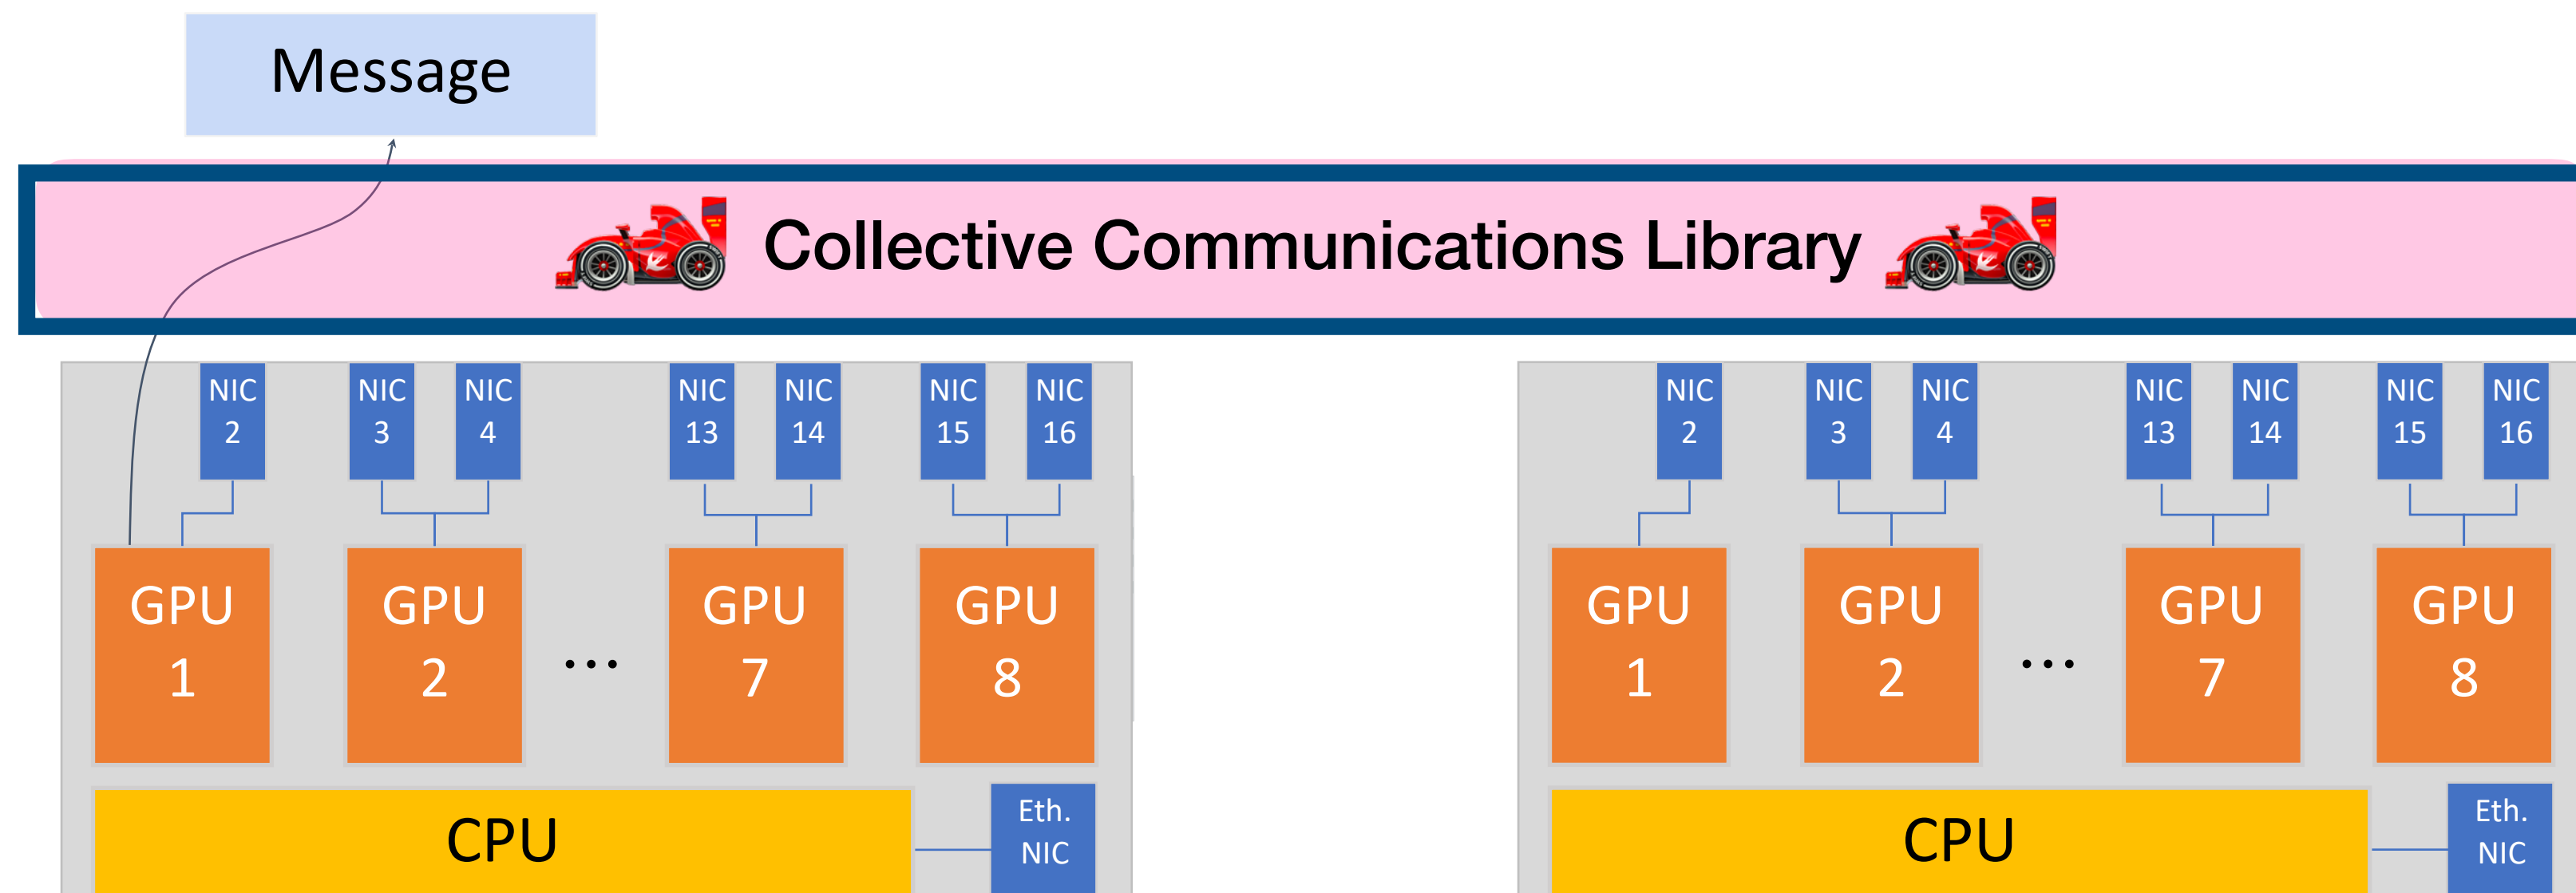 Message
Collective Communications Library
NIC
2
NIC
3
NIC
4
NIC
13
NIC
14
NIC
15
NIC
16
NIC
2
NIC
3
NIC
4
NIC
13
NIC
14
NIC
15
NIC
16
GPU
1
GPU
2
...
GPU
7
GPU
8
GPU
1
GPU
2
...
GPU
7
GPU
8
CPU
Eth.
NIC
CPU
Eth.
NIC